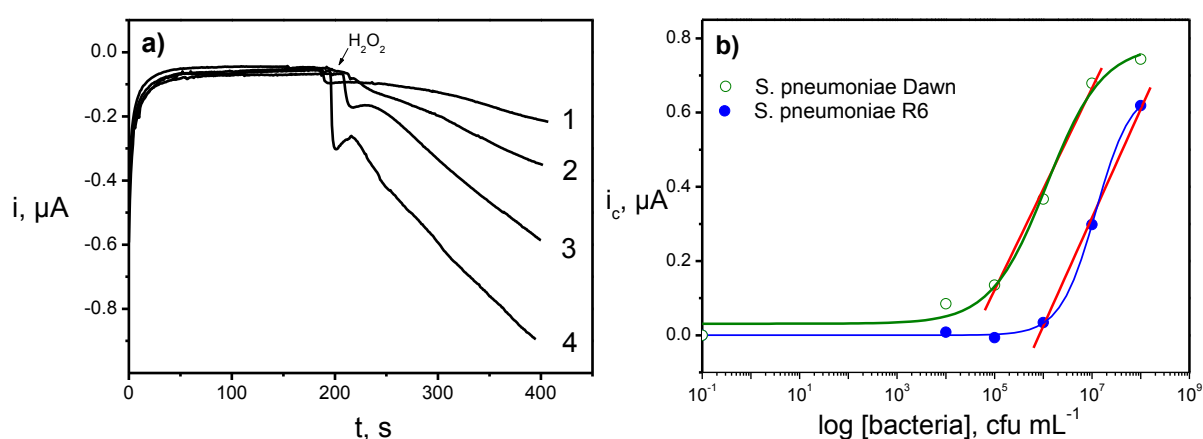 a)
H₂O₂
0.0
-0.2
-0.4
-0.6
-0.8
i, µA
1
2
3
4
0 100 200 300 400
t, s
b)
S. pneumoniae Dawn
S. pneumoniae R6
0.8
0.6
0.4
0.2
0.0
i_c, µA
10⁻¹ 10¹ 10³ 10⁵ 10⁷ 10⁹
log [bacteria], cfu mL⁻¹